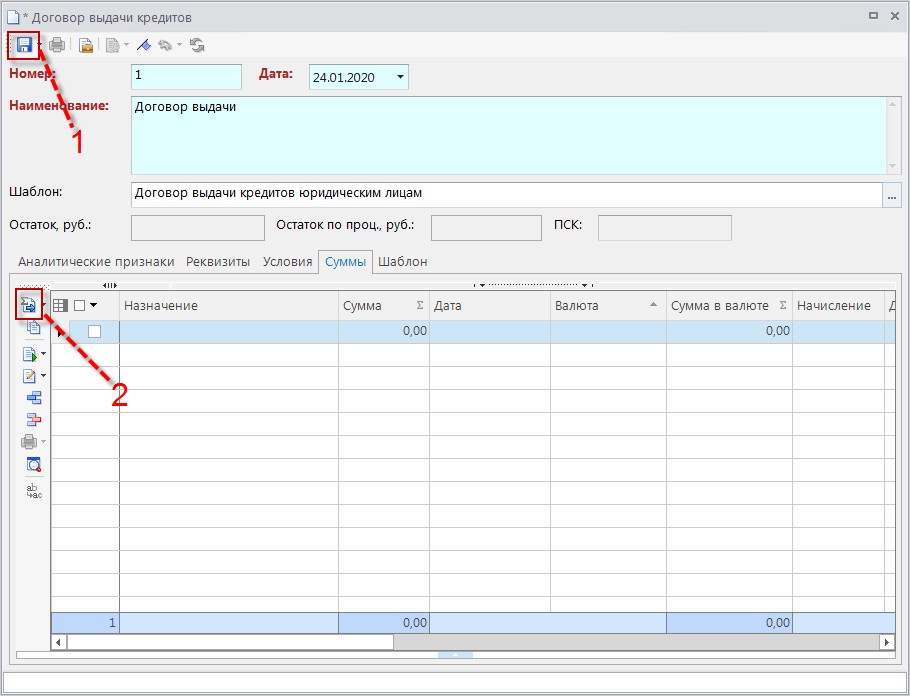 * Договор выдачи кредитов
Номер: 1 Дата: 24.01.2020
1
Наименование: Договор выдачи
Шаблон: Договор выдачи кредитов юридическим лицам ...
Остаток, руб.: Остаток по проц., руб.: ПСК:
Аналитические признаки Реквизиты Условия Суммы Шаблон
Назначение Сумма Σ Дата Валюта Сумма в валюте Σ Начисление
0,00 0,00
2
ab
ac
1 0,00 0,00